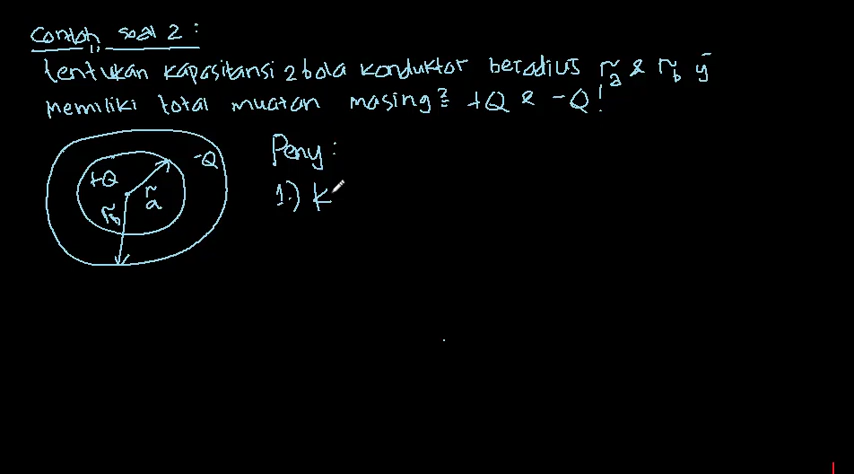 Contoh soal 2 :
Tentukan kapasitansi 2 bola konduktor beradius ra & rb yg
memiliki total muatan masing2 = +Q & -Q!
+Q
-Q
ra
rb
Peny :
1.) K